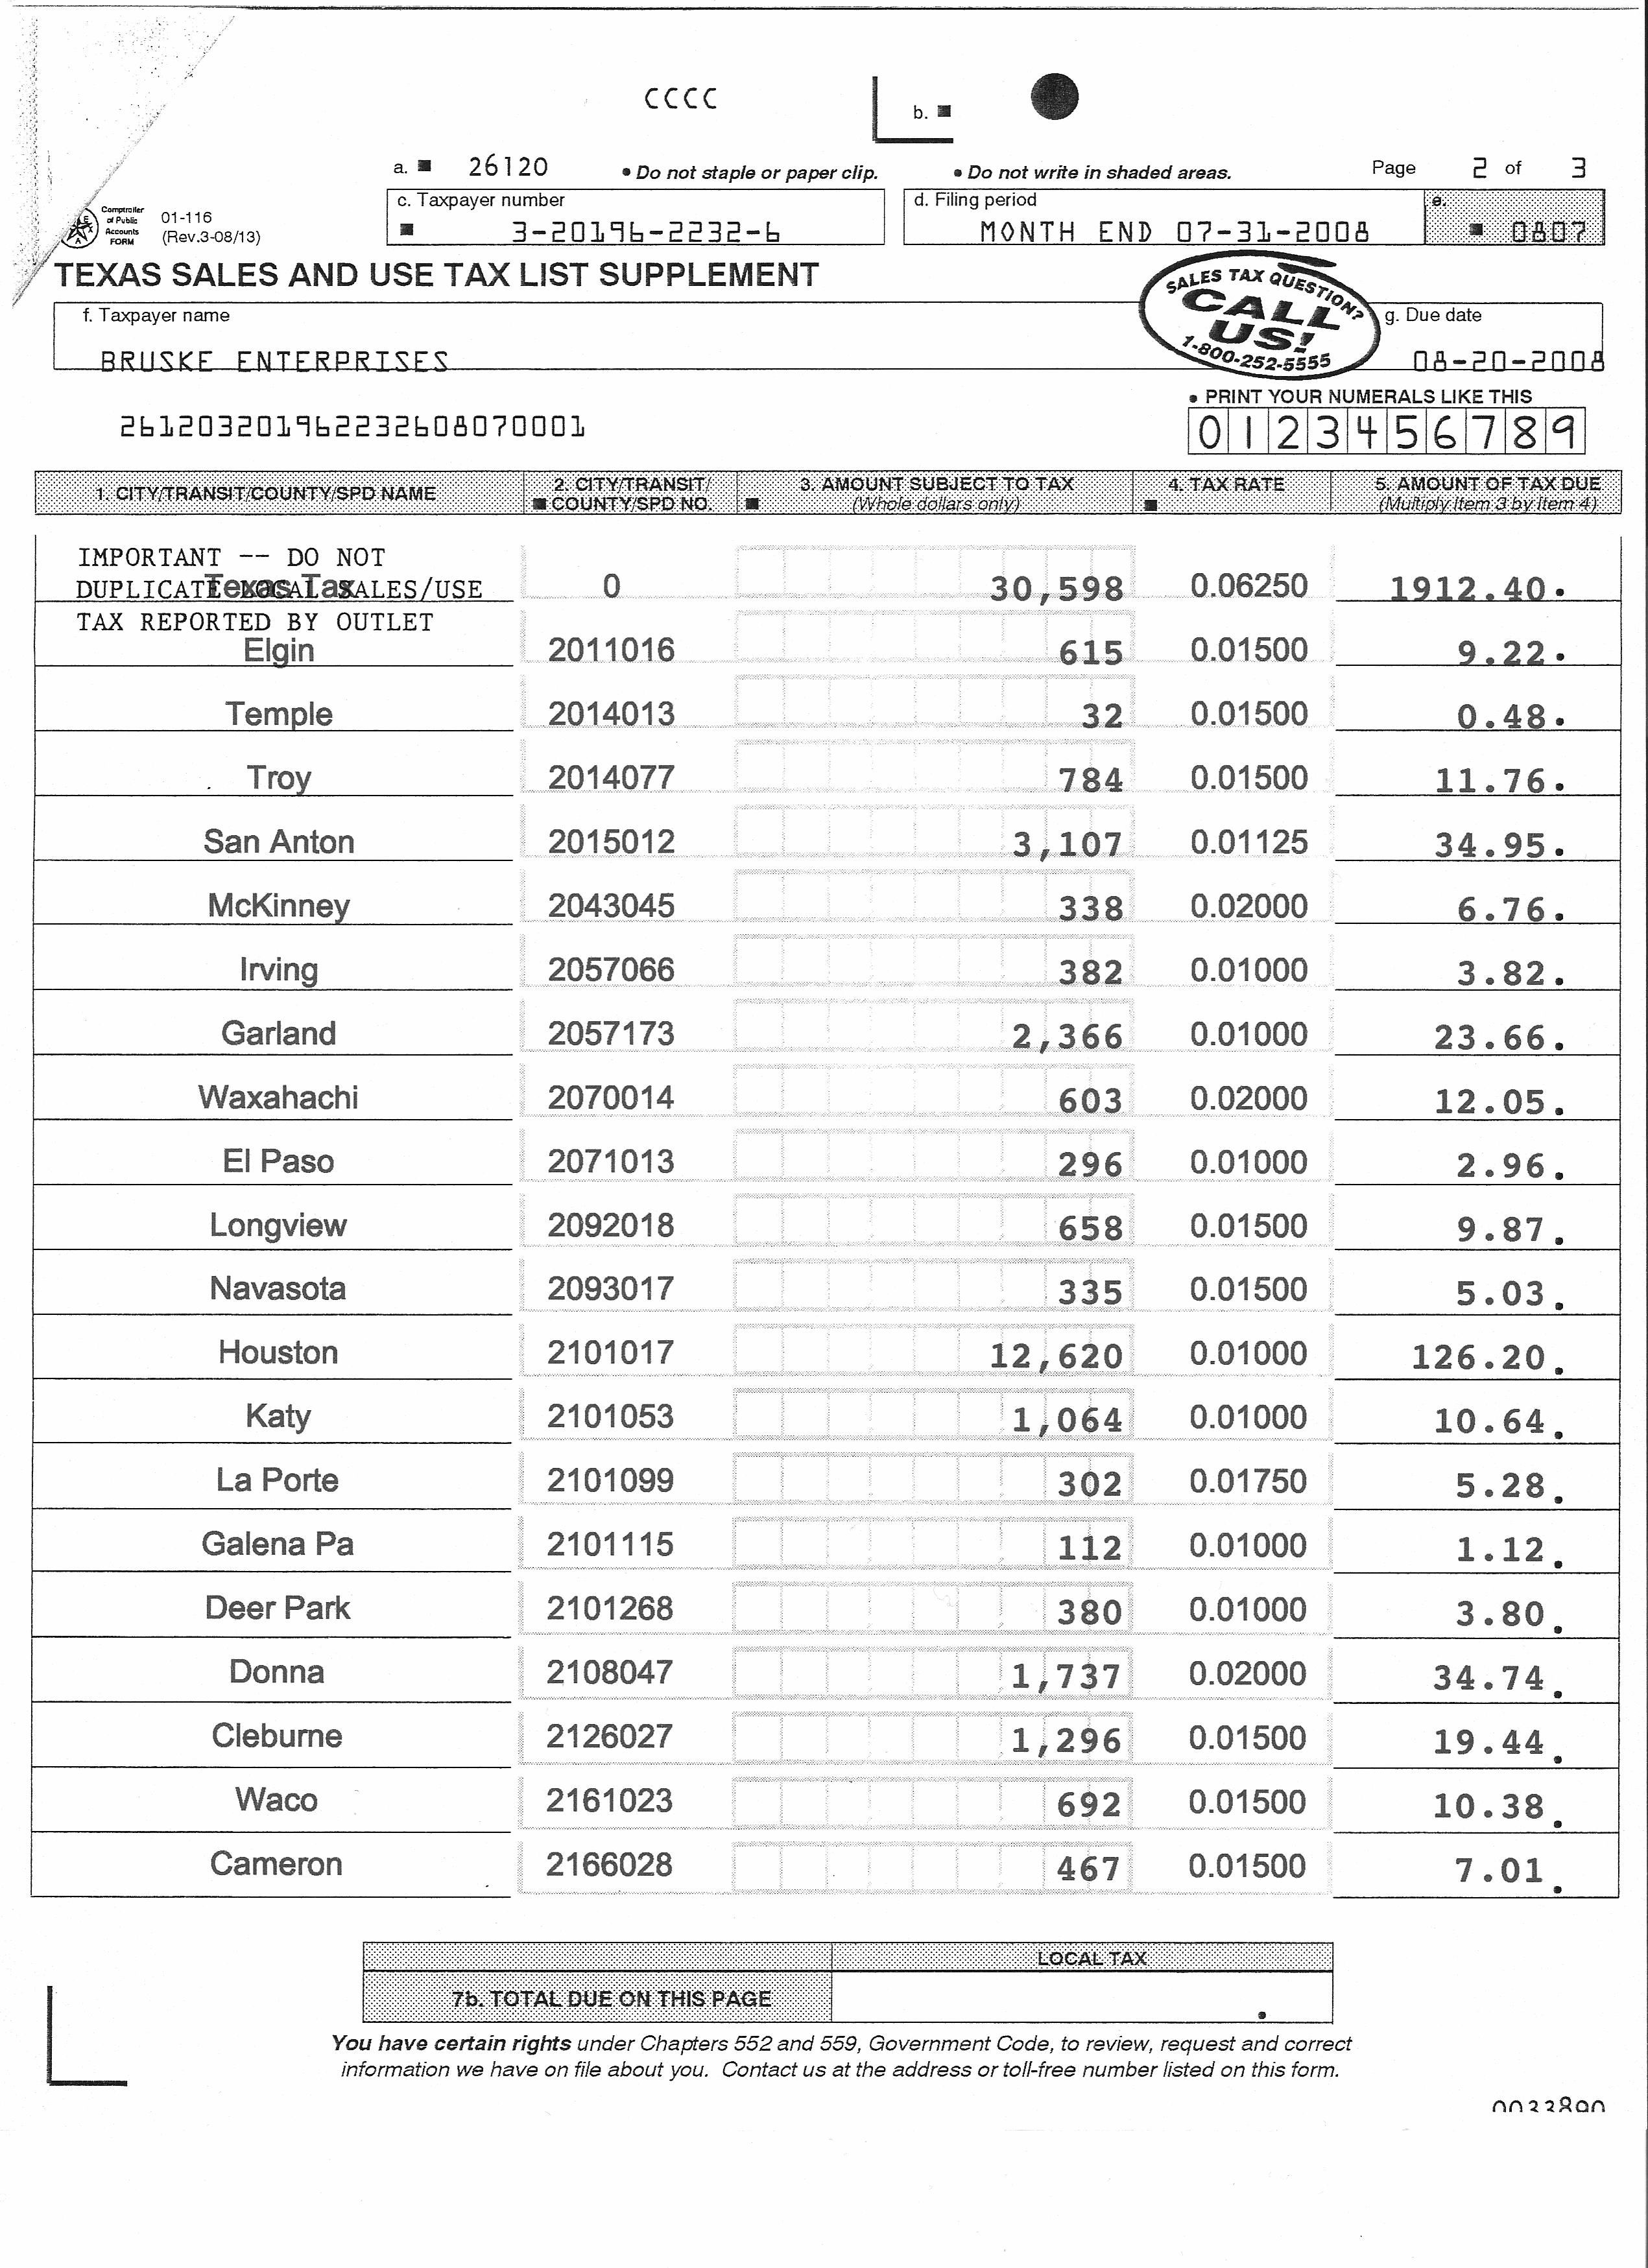 CCCC
b.
a. 26120 • Do not staple or paper clip. • Do not write in shaded areas. Page 2 of 3
Comptroller of Public Accounts FORM
01-116
(Rev.3-08/13)
c. Taxpayer number
3-20196-2232-6
d. Filing period
MONTH END 07-31-2008
e.
0807
TEXAS SALES AND USE TAX LIST SUPPLEMENT
SALES TAX QUESTION?
CALL
US!
1-800-252-5555
f. Taxpayer name
BRUSKE ENTERPRISES
g. Due date
08-20-2008
• PRINT YOUR NUMERALS LIKE THIS
261203201962232608070001
0 1 2 3 4 5 6 7 8 9
1. CITY/TRANSIT/COUNTY/SPD NAME
2. CITY/TRANSIT/
COUNTY/SPD NO.
3. AMOUNT SUBJECT TO TAX
(Whole dollars only)
4. TAX RATE
5. AMOUNT OF TAX DUE
(Multiply Item 3 by Item 4)
IMPORTANT -- DO NOT
DUPLICATE LOCAL SALES/USE
TAX REPORTED BY OUTLET
Texas Tax 0 30,598 0.06250 1912.40 .
Elgin 2011016 615 0.01500 9.22 .
Temple 2014013 32 0.01500 0.48 .
Troy 2014077 784 0.01500 11.76 .
San Anton 2015012 3,107 0.01125 34.95 .
McKinney 2043045 338 0.02000 6.76 .
Irving 2057066 382 0.01000 3.82 .
Garland 2057173 2,366 0.01000 23.66 .
Waxahachi 2070014 603 0.02000 12.05 .
El Paso 2071013 296 0.01000 2.96 .
Longview 2092018 658 0.01500 9.87 .
Navasota 2093017 335 0.01500 5.03 .
Houston 2101017 12,620 0.01000 126.20 .
Katy 2101053 1,064 0.01000 10.64 .
La Porte 2101099 302 0.01750 5.28 .
Galena Pa 2101115 112 0.01000 1.12 .
Deer Park 2101268 380 0.01000 3.80 .
Donna 2108047 1,737 0.02000 34.74 .
Cleburne 2126027 1,296 0.01500 19.44 .
Waco 2161023 692 0.01500 10.38 .
Cameron 2166028 467 0.01500 7.01 .
LOCAL TAX
7b. TOTAL DUE ON THIS PAGE .
You have certain rights under Chapters 552 and 559, Government Code, to review, request and correct
information we have on file about you. Contact us at the address or toll-free number listed on this form.